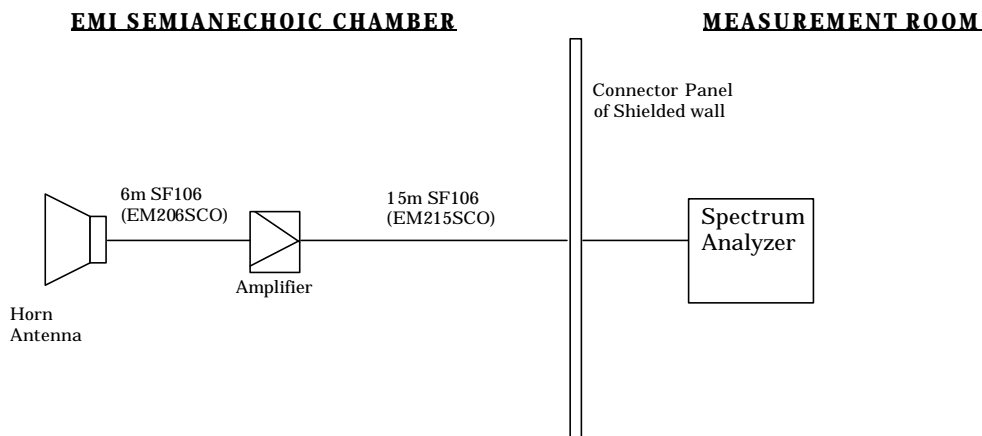 EMI SEMIANECHOIC CHAMBER
MEASUREMENT ROOM
Connector Panel
of Shielded wall
6m SF106
(EM206SCO)
15m SF106
(EM215SCO)
Spectrum
Analyzer
Amplifier
Horn
Antenna